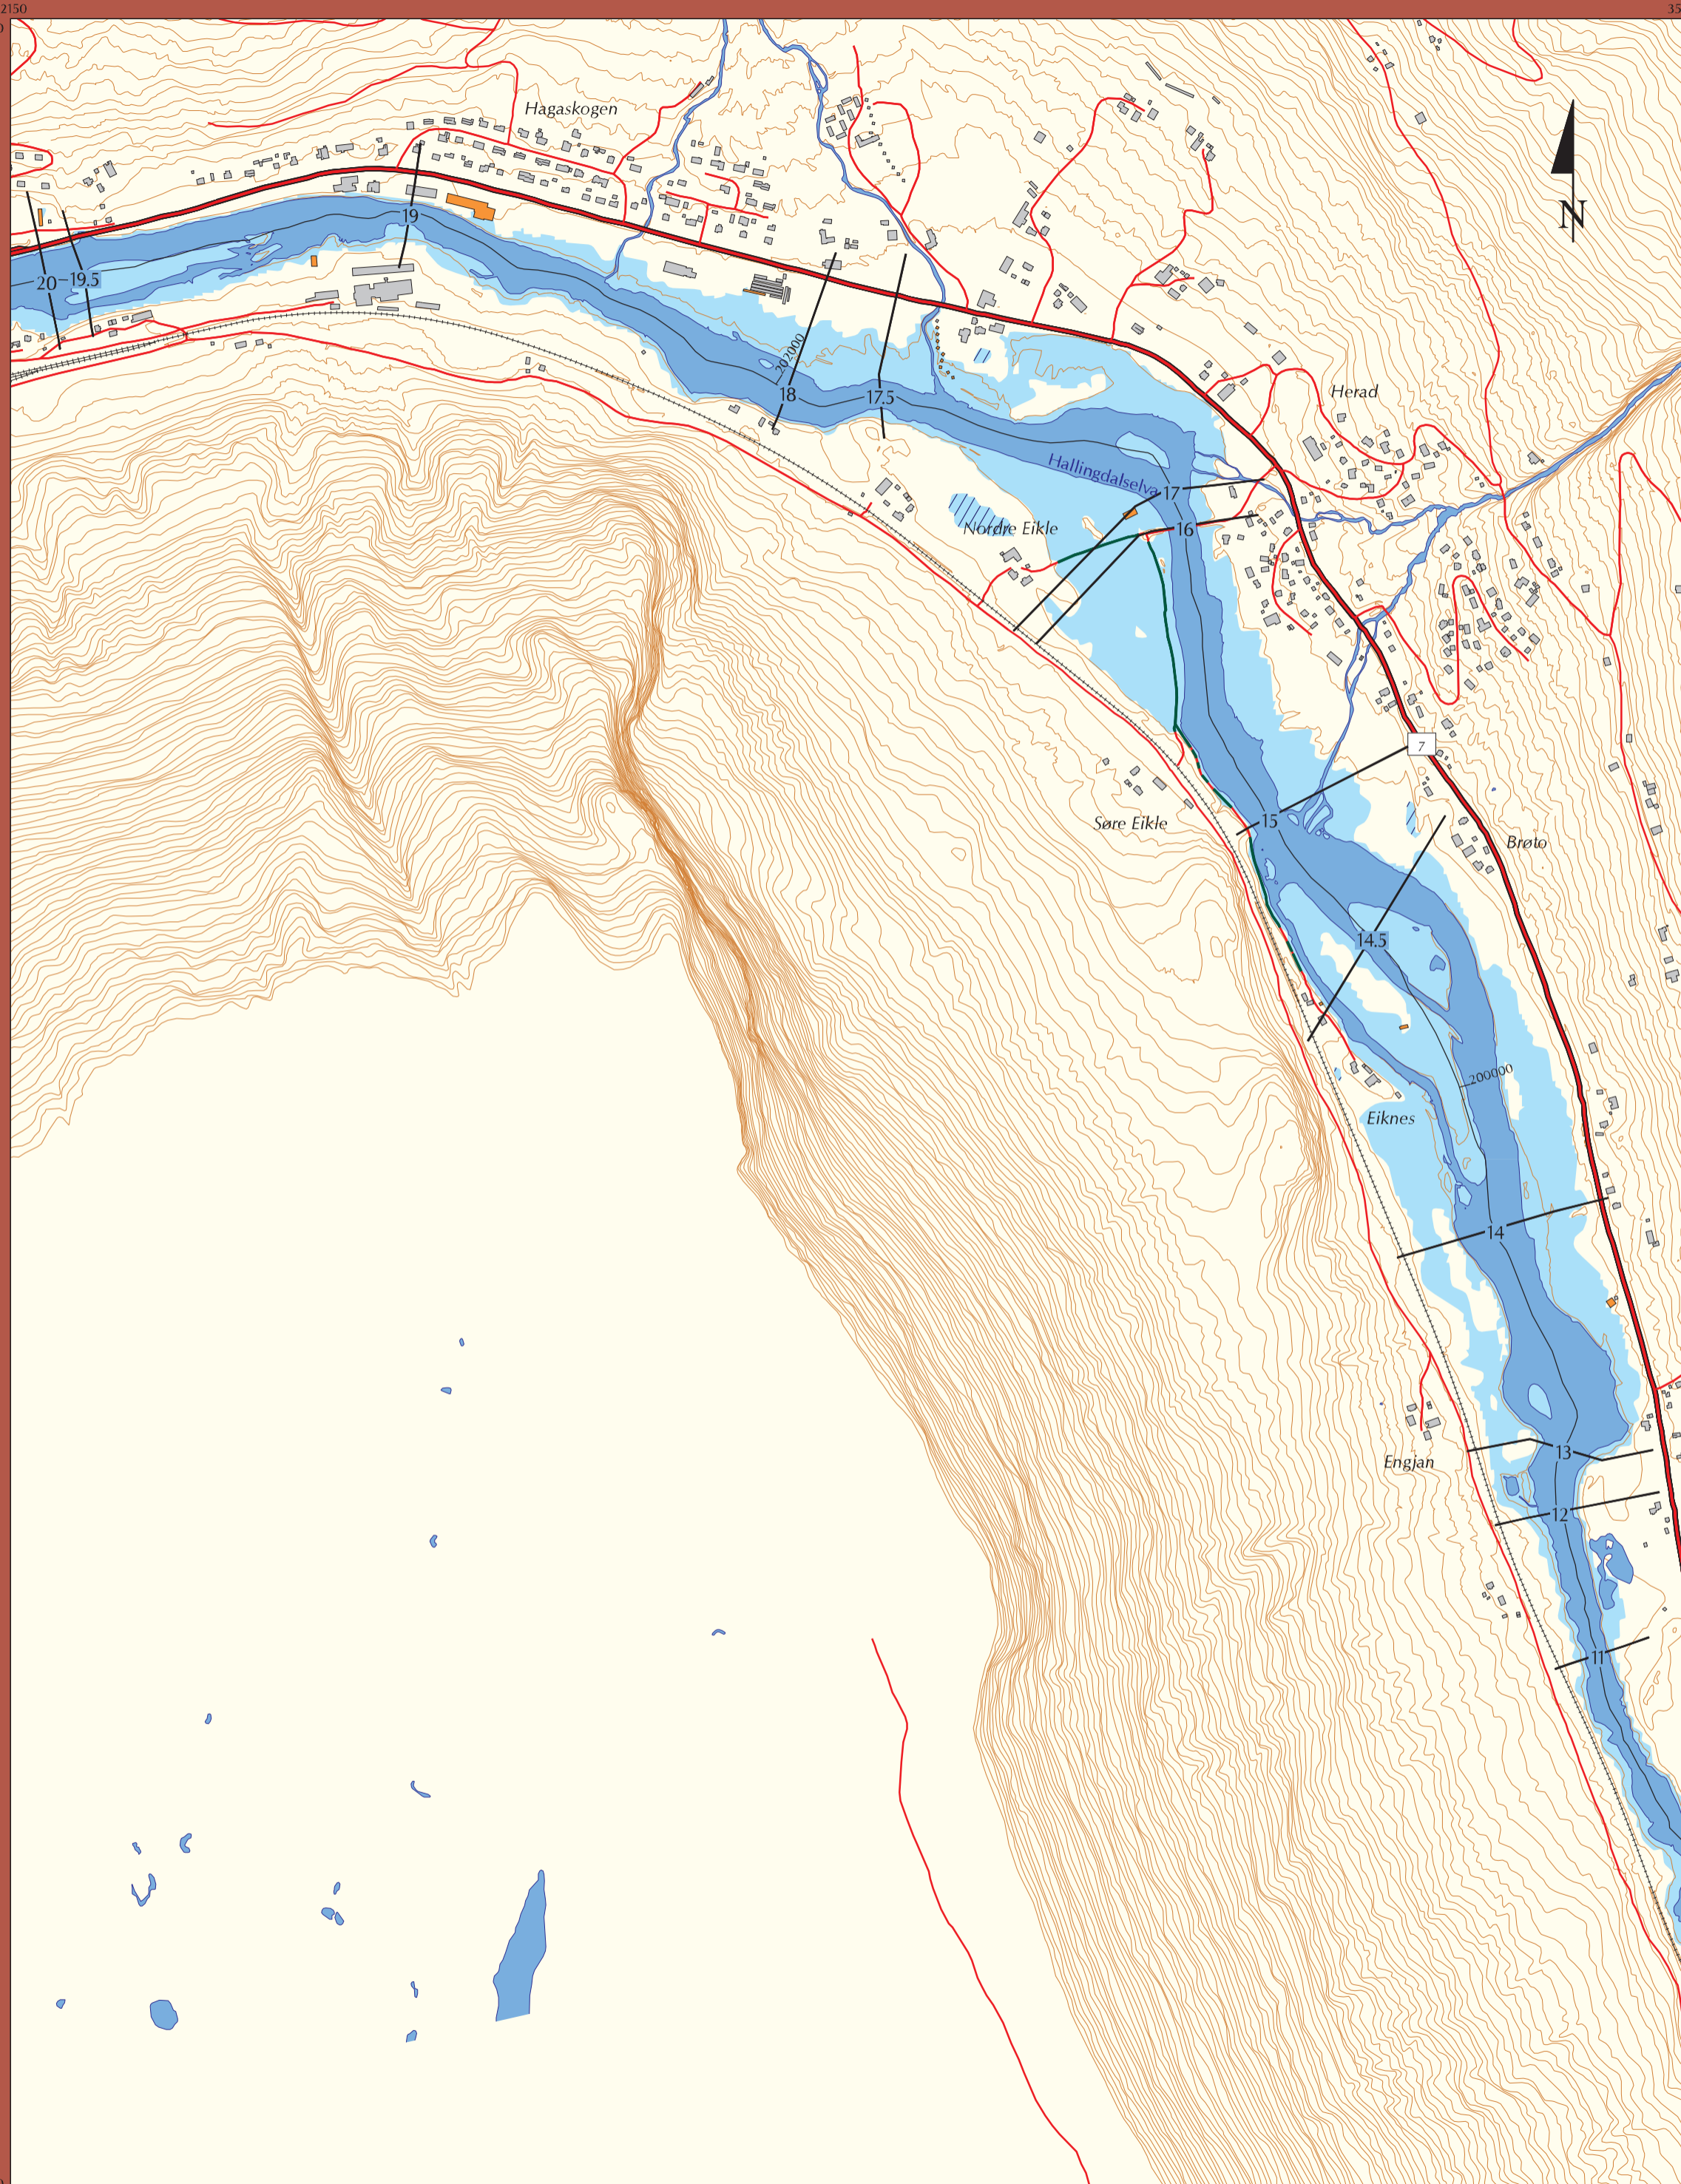 2150
35
Hagaskogen
N
19
20
19.5
202000
18
17.5
Herad
Hallingdalselva
17
Nordre Eikle
16
7
15
Søre Eikle
Brøto
14.5
200000
Eiknes
14
13
Engjan
12
11